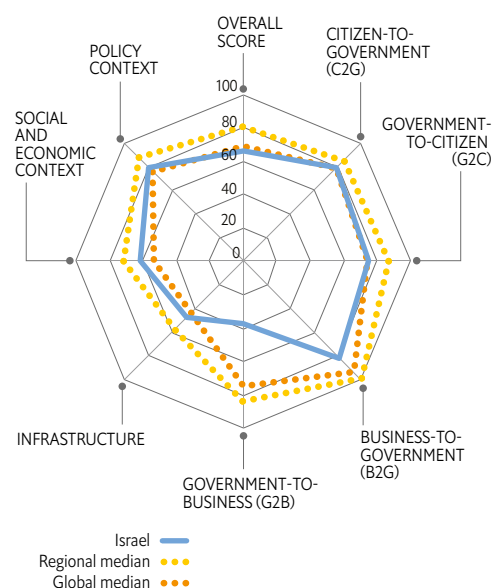 OVERALL
SCORE
CITIZEN-TO-
GOVERNMENT
(C2G)
POLICY
CONTEXT
GOVERNMENT-
TO-CITIZEN
(G2C)
SOCIAL
AND
ECONOMIC
CONTEXT
100
80
60
40
20
0
INFRASTRUCTURE
BUSINESS-TO-
GOVERNMENT
(B2G)
GOVERNMENT-TO-
BUSINESS (G2B)
Israel
Regional median
Global median